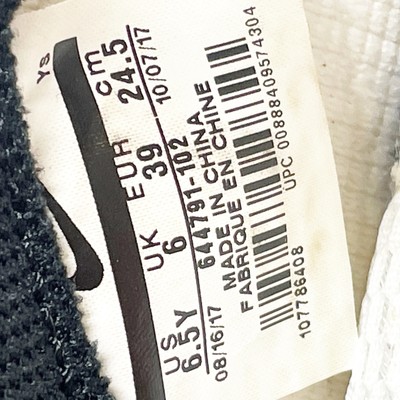 YS
US UK EUR cm
6.5Y 6 39 24.5
08/16/17 10/07/17
644791-102
MADE IN CHINA
FABRIQUE EN CHINE
UPC 00888409574304
107786408